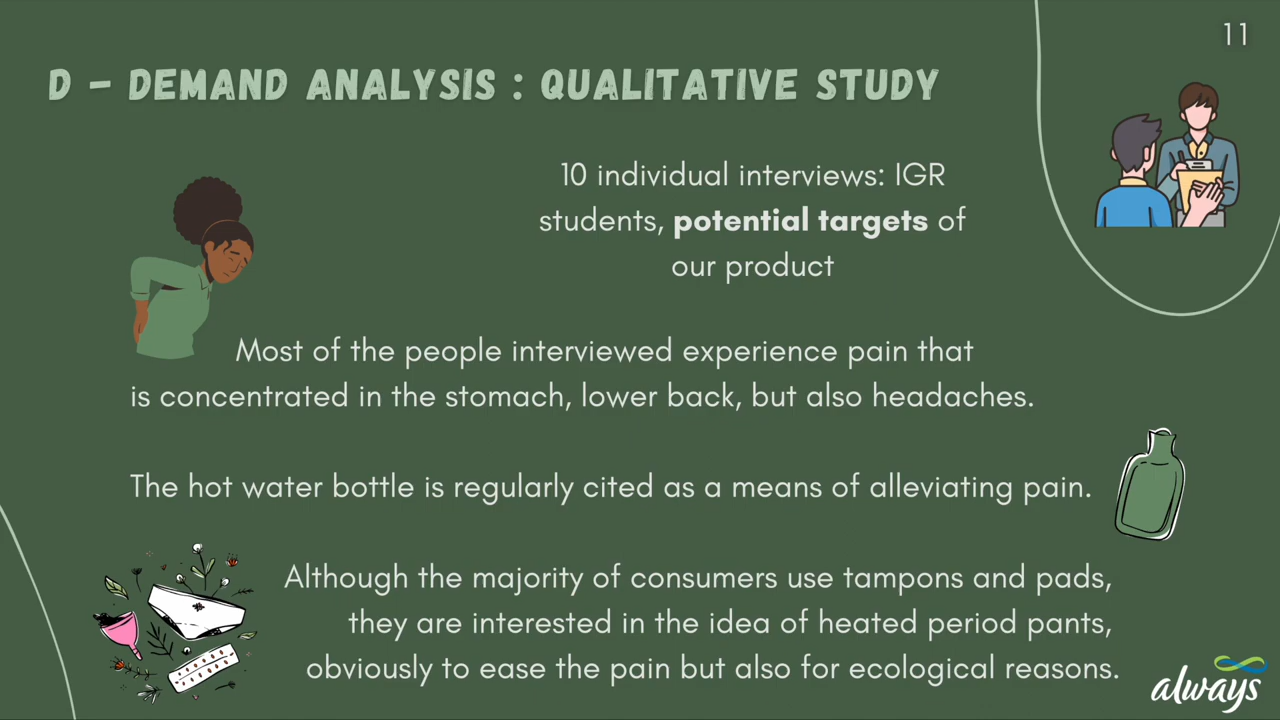 11
D – DEMAND ANALYSIS : QUALITATIVE STUDY
10 individual interviews: IGR
students, potential targets of
our product
Most of the people interviewed experience pain that
is concentrated in the stomach, lower back, but also headaches.
The hot water bottle is regularly cited as a means of alleviating pain.
Although the majority of consumers use tampons and pads,
they are interested in the idea of heated period pants,
obviously to ease the pain but also for ecological reasons.
always